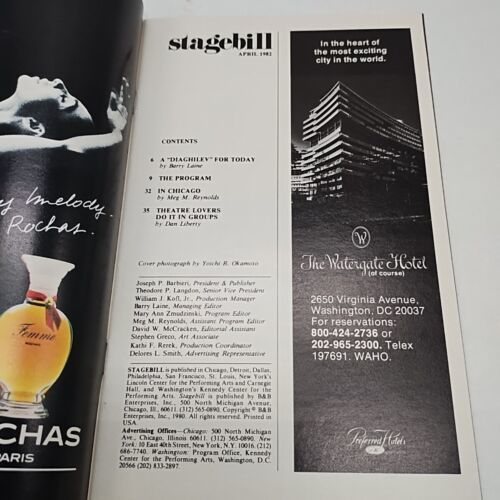 y melody.
Rochas.
Femme
ROCHAS
CHAS
PARIS
stagebill
APRIL 1982
CONTENTS
6 A "DIAGHILEV" FOR TODAY
by Barry Laine
9 THE PROGRAM
32 IN CHICAGO
by Meg M. Reynolds
35 THEATRE LOVERS
DO IT IN GROUPS
by Dan Liberty
Cover photograph by Yoichi R. Okamoto
Joseph P. Barbieri, President & Publisher
Theodore P. Langdon, Senior Vice President
William J. Kofi, Jr., Production Manager
Barry Laine, Managing Editor
Mary Ann Zmudzinski, Program Editor
Meg M. Reynolds, Assistant Program Editor
David W. McCracken, Editorial Assistant
Stephen Greco, Art Associate
Kathi F. Rerek, Production Coordinator
Delores L. Smith, Advertising Representative
STAGEBILL is published in Chicago, Detroit, Dallas,
Philadelphia, San Francisco, St. Louis, New York's
Lincoln Center for the Performing Arts and Carnegie
Hall, and Washington's Kennedy Center for the
Performing Arts. Stagebill is published by B&B
Enterprises, Inc., 500 North Michigan Avenue,
Chicago, Ill. 60611. (312) 565-0890. Copyright © B&B
Enterprises, Inc., 1980. All rights reserved. Printed in
USA.
Advertising Offices—Chicago: 500 North Michigan
Ave., Chicago, Illinois 60611. (312) 565-0890. New
York: 10 East 40th Street, New York, N.Y. 10016. (212)
686-7740. Washington: Program Office, Kennedy
Center for the Performing Arts, Washington, D.C.
20566 (202) 833-2897.
In the heart of
the most exciting
city in the world.
W
The Watergate Hotel
(of course)
2650 Virginia Avenue,
Washington, DC 20037
For reservations:
800-424-2736 or
202-965-2300. Telex
197691. WAHO.
Preferred Hotels